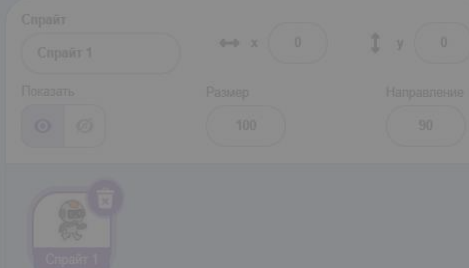 Спрайт
Спрайт 1
x 0
y 0
Показать
Размер
Направление
100
90
Спрайт 1